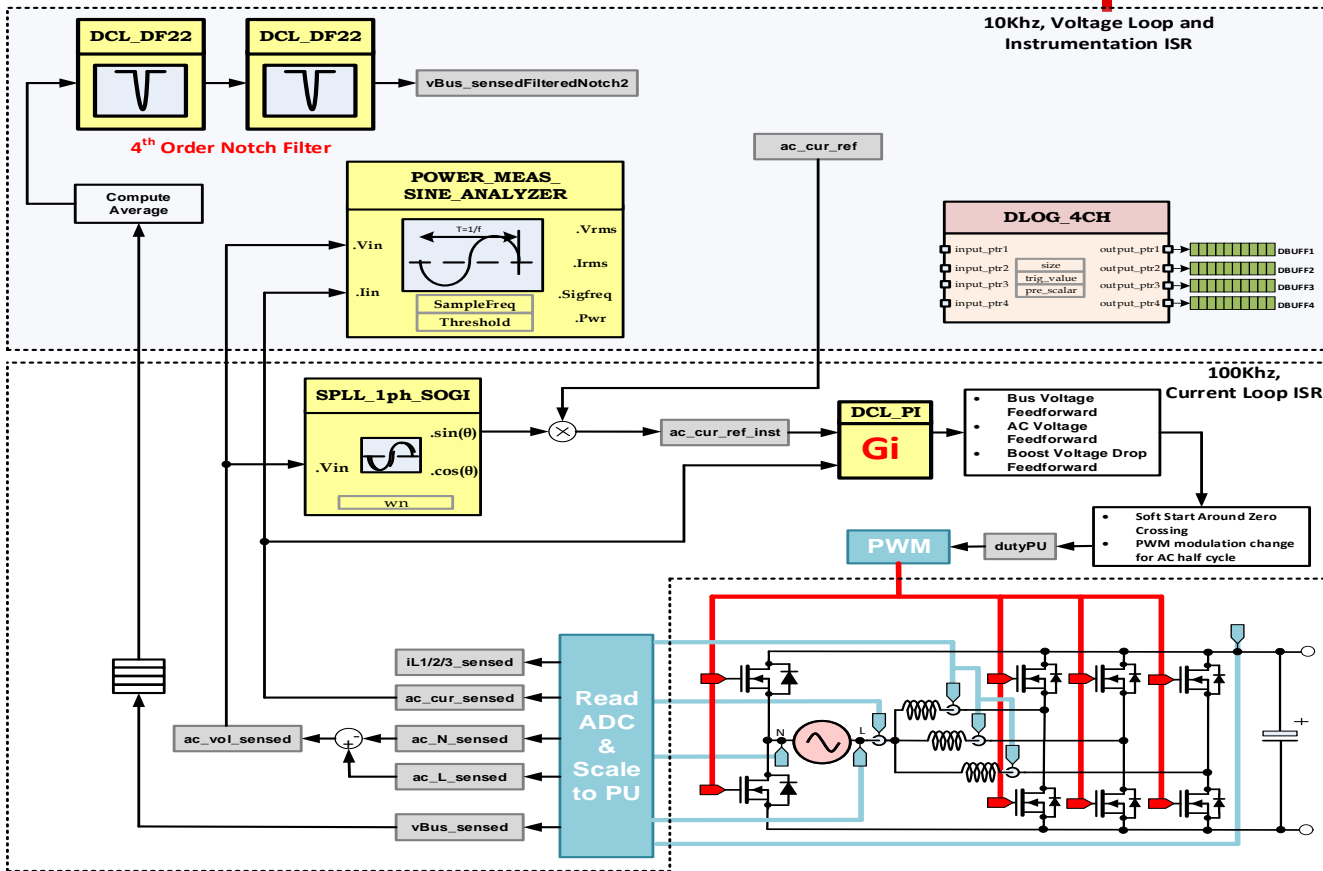 10Khz, Voltage Loop and
Instrumentation ISR
DCL_DF22
DCL_DF22
vBus_sensedFilteredNotch2
4th Order Notch Filter
ac_cur_ref
Compute
Average
POWER_MEAS_
SINE_ANALYZER
T=1/f
.Vin
.Iin
.Vrms
.Irms
.Sigfreq
.Pwr
SampleFreq
Threshold
DLOG_4CH
input_ptr1
input_ptr2
input_ptr3
input_ptr4
size
trig_value
pre_scalar
output_ptr1
output_ptr2
output_ptr3
output_ptr4
DBUFF1
DBUFF2
DBUFF3
DBUFF4
100Khz,
Current Loop ISR
SPLL_1ph_SOGI
.Vin
.sin(θ)
.cos(θ)
wn
ac_cur_ref_inst
DCL_PI
Gi
• Bus Voltage
Feedforward
• AC Voltage
Feedforward
• Boost Voltage Drop
Feedforward
• Soft Start Around Zero
Crossing
• PWM modulation change
for AC half cycle
dutyPU
PWM
iL1/2/3_sensed
ac_cur_sensed
ac_vol_sensed
+
-
ac_N_sensed
ac_L_sensed
vBus_sensed
Read
ADC
&
Scale
to PU
N
L
+